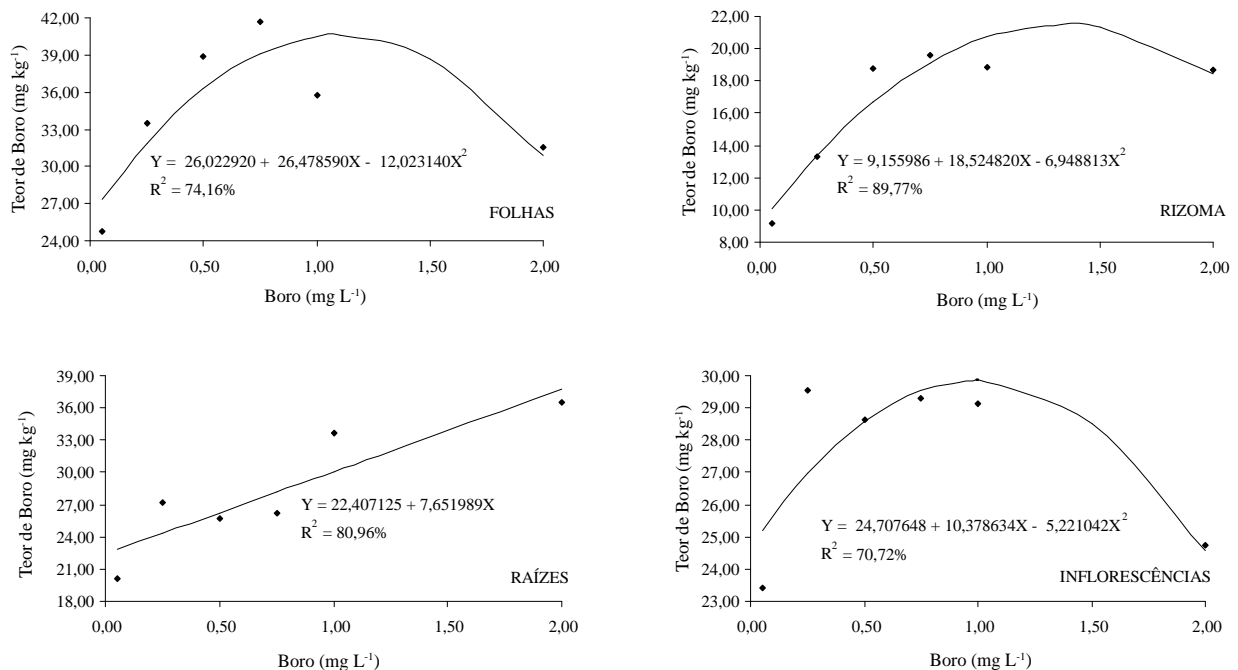 42,00
39,00
36,00
33,00
30,00
27,00
24,00
Teor de Boro (mg kg⁻¹)
Y = 26,022920 + 26,478590X - 12,023140X²
R² = 74,16%
FOLHAS
0,00 0,50 1,00 1,50 2,00
Boro (mg L⁻¹)
22,00
20,00
18,00
16,00
14,00
12,00
10,00
8,00
Teor de Boro (mg kg⁻¹)
Y = 9,155986 + 18,524820X - 6,948813X²
R² = 89,77%
RIZOMA
0,00 0,50 1,00 1,50 2,00
Boro (mg L⁻¹)
39,00
36,00
33,00
30,00
27,00
24,00
21,00
18,00
Teor de Boro (mg kg⁻¹)
Y = 22,407125 + 7,651989X
R² = 80,96%
RAÍZES
0,00 0,50 1,00 1,50 2,00
Boro (mg L⁻¹)
30,00
29,00
28,00
27,00
26,00
25,00
24,00
23,00
Teor de Boro (mg kg⁻¹)
Y = 24,707648 + 10,378634X - 5,221042X²
R² = 70,72%
INFLORESCÊNCIAS
0,00 0,50 1,00 1,50 2,00
Boro (mg L⁻¹)